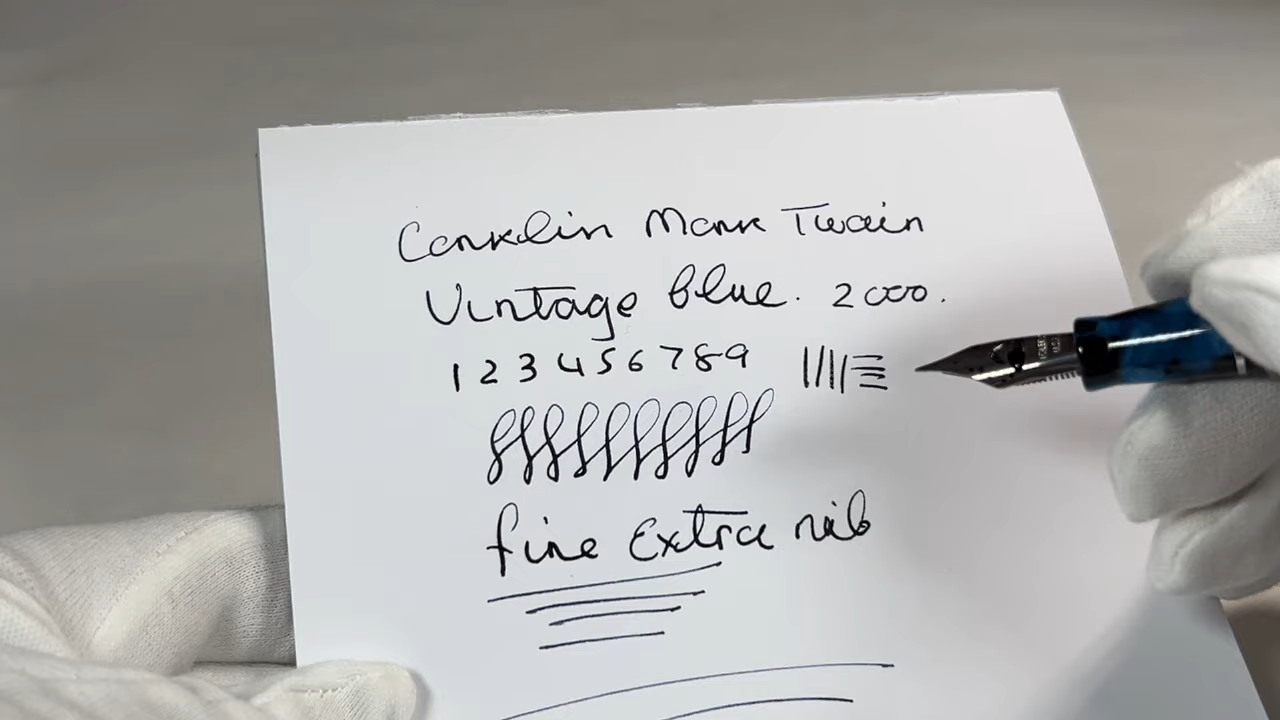 Conklin Mark Twain
Vintage blue. 2000.
1 2 3 4 5 6 7 8 9
fine Extra nib